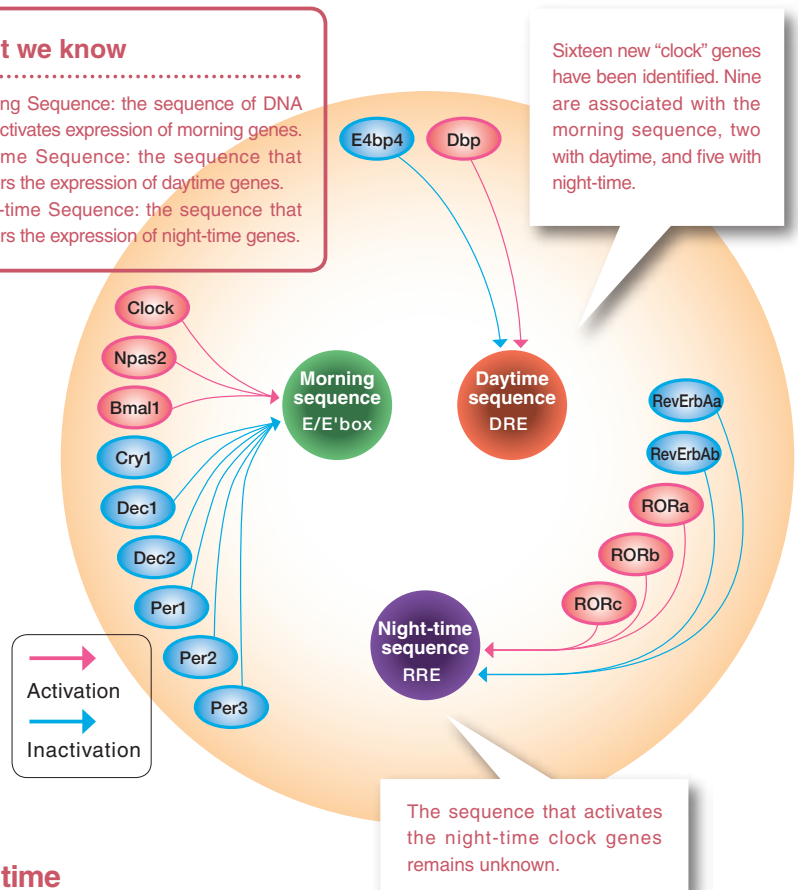 t we know
ng Sequence: the sequence of DNA
ctivates expression of morning genes.
me Sequence: the sequence that
rs the expression of daytime genes.
-time Sequence: the sequence that
rs the expression of night-time genes.
Sixteen new “clock” genes
have been identified. Nine
are associated with the
morning sequence, two
with daytime, and five with
night-time.
E4bp4
Dbp
Clock
Npas2
Bmal1
Cry1
Dec1
Dec2
Per1
Per2
Per3
Morning
sequence
E/E'box
Daytime
sequence
DRE
RevErbAa
RevErbAb
RORa
RORb
RORc
Night-time
sequence
RRE
Activation
Inactivation
The sequence that activates
the night-time clock genes
remains unknown.
time